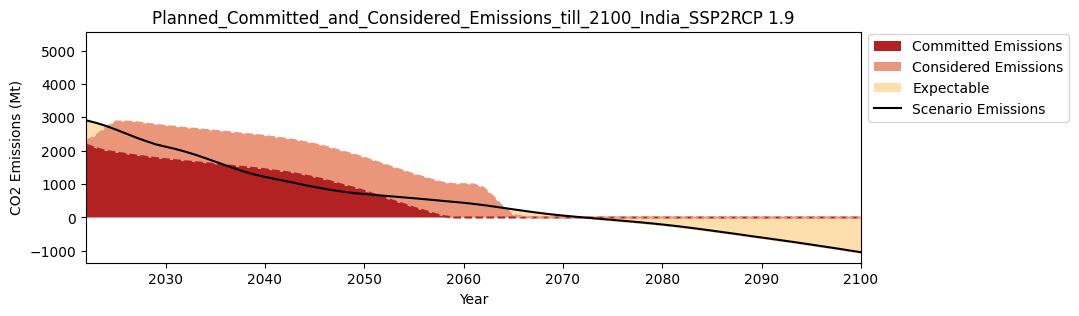 Planned_Committed_and_Considered_Emissions_till_2100_India_SSP2RCP 1.9
5000
4000
3000
2000
1000
0
−1000
CO2 Emissions (Mt)
2030 2040 2050 2060 2070 2080 2090 2100
Year
Committed Emissions
Considered Emissions
Expectable
Scenario Emissions